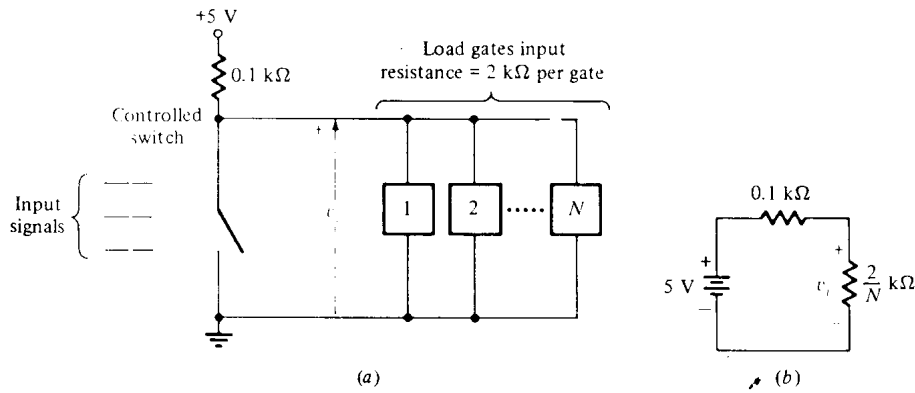 +5 V
0.1 kΩ
Load gates input
resistance = 2 kΩ per gate
Controlled
switch
+
Input
signals
1
2
N
0.1 kΩ
+
+
5 V
2/N kΩ
–
(a)
(b)